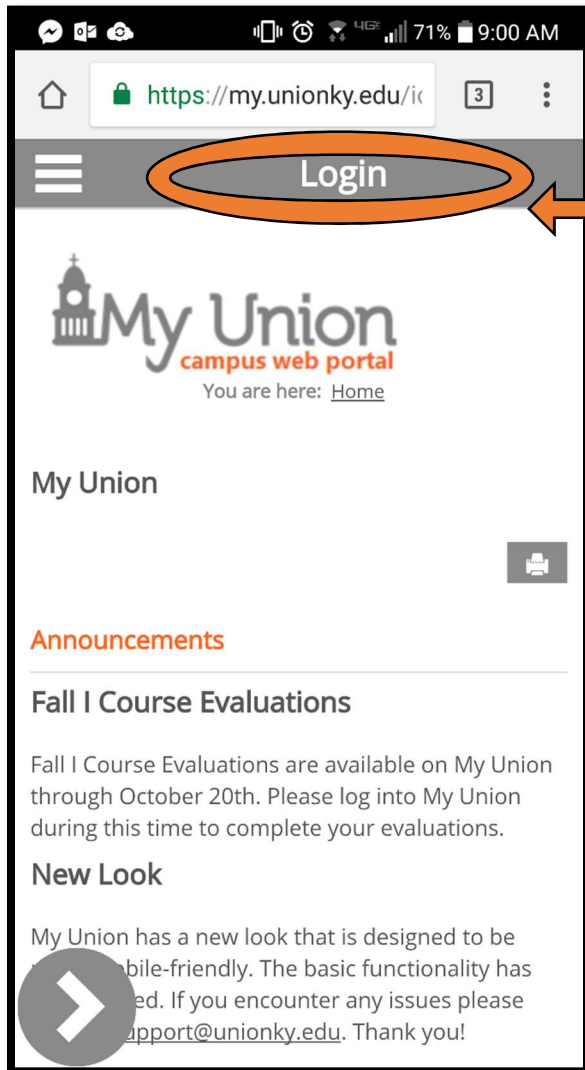 4G 71% 9:00 AM
https://my.unionky.edu/ic 3
Login
My Union
campus web portal
You are here: Home
My Union
Announcements
Fall I Course Evaluations
Fall I Course Evaluations are available on My Union
through October 20th. Please log into My Union
during this time to complete your evaluations.
New Look
My Union has a new look that is designed to be
bile-friendly. The basic functionality has
ed. If you encounter any issues please
upport@unionky.edu. Thank you!